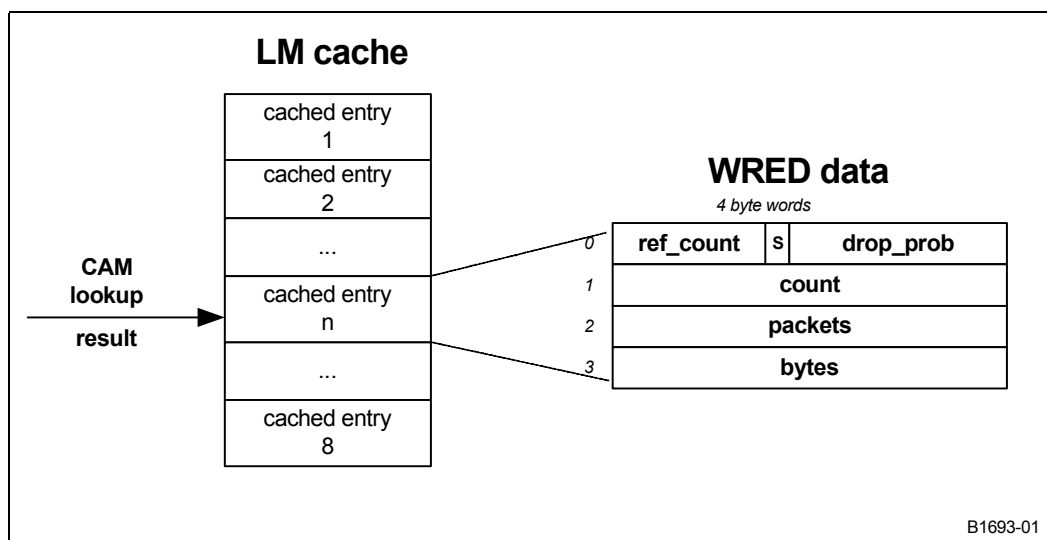 LM cache
cached entry
1
cached entry
2
...
cached entry
n
...
cached entry
8
CAM
lookup
result
WRED data
4 byte words
0 ref_count S drop_prob
1 count
2 packets
3 bytes
B1693-01